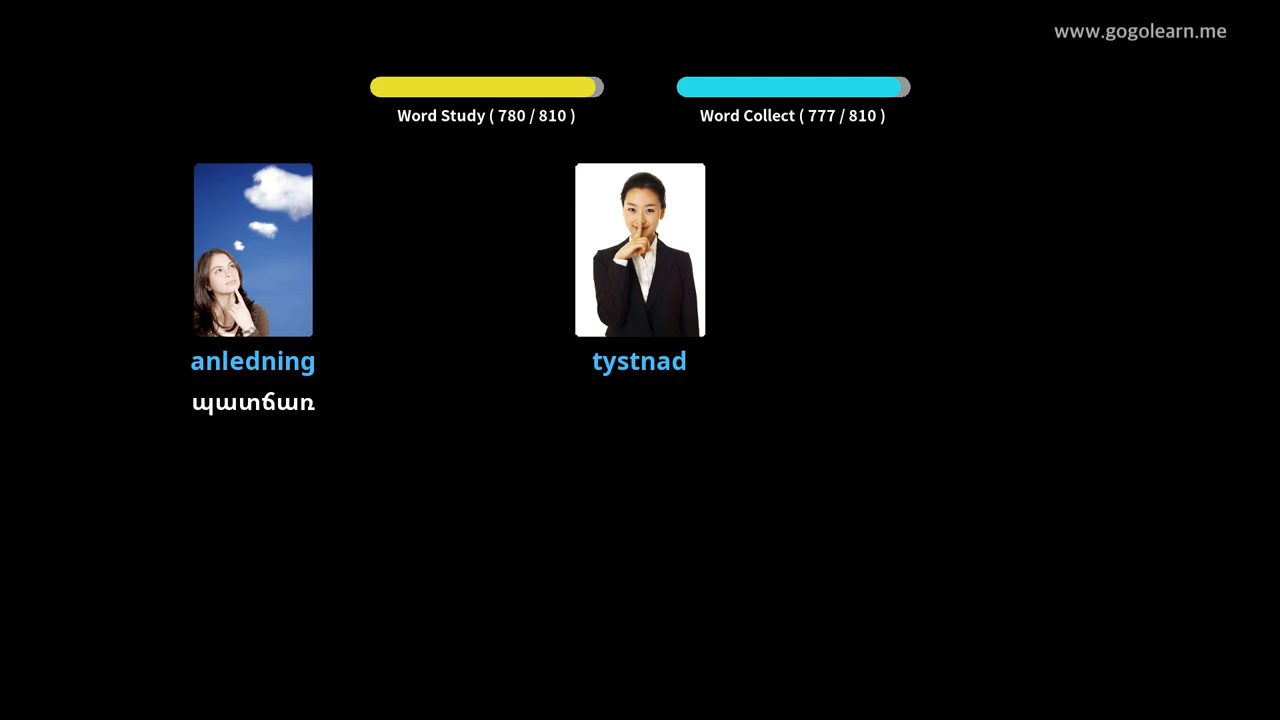 www.gogolearn.me
Word Study ( 780 / 810 )
Word Collect ( 777 / 810 )
anledning
tystnad
պատճառ